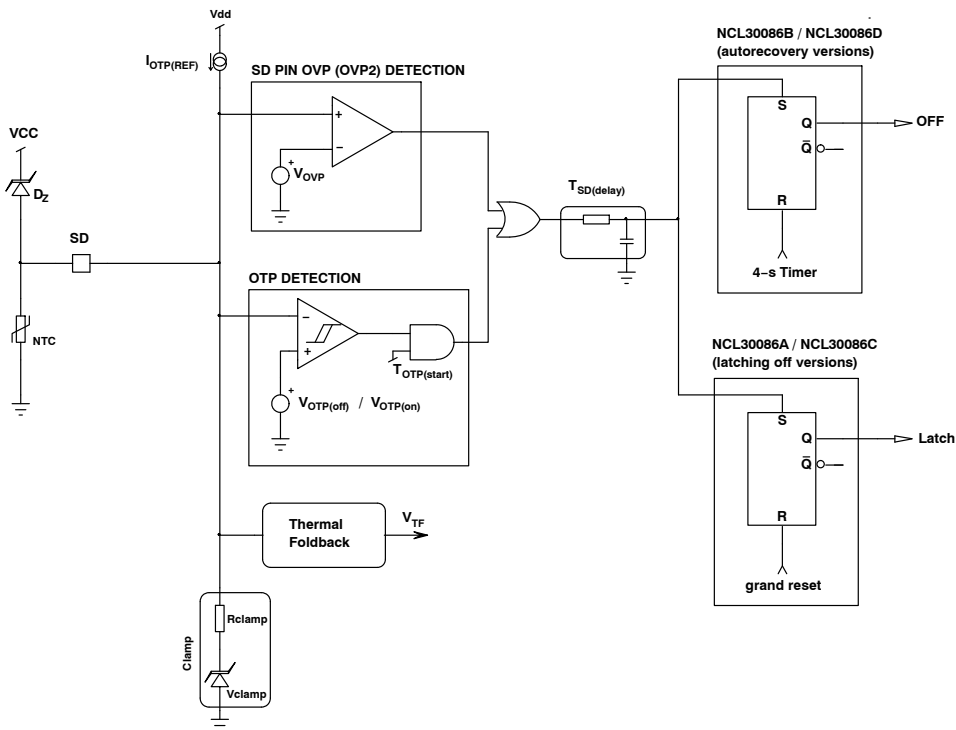 Vdd
I_OTP(REF)
SD PIN OVP (OVP2) DETECTION
+
−
+
V_OVP
VCC
D_Z
SD
NTC
OTP DETECTION
−
+
T_OTP(start)
+
V_OTP(off) / V_OTP(on)
T_SD(delay)
NCL30086B / NCL30086D
(autorecovery versions)
S
Q
OFF
Q̅
R
4−s Timer
NCL30086A / NCL30086C
(latching off versions)
S
Q
Latch
Q̅
R
grand reset
Thermal
Foldback
V_TF
Clamp
Rclamp
Vclamp